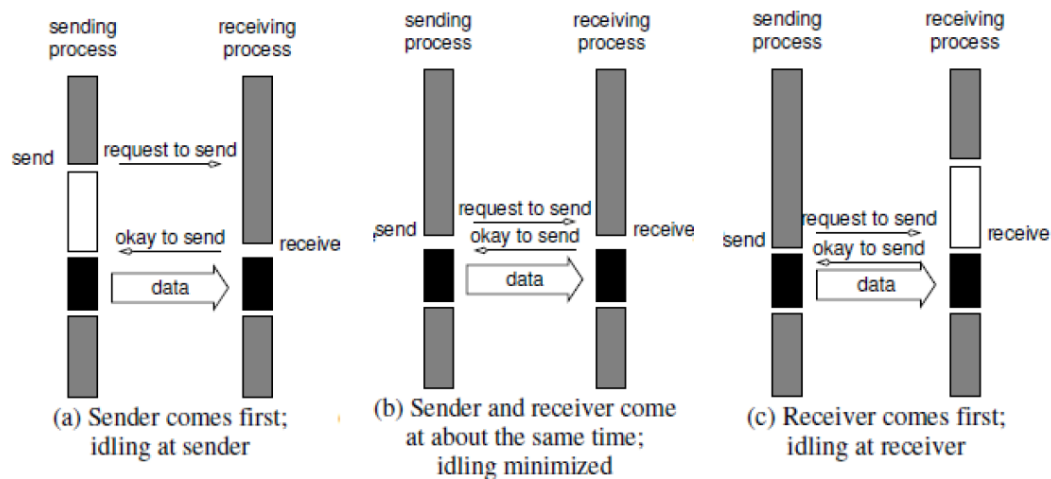 sending
process
receiving
process
send
request to send
okay to send
receive
data
(a) Sender comes first;
idling at sender
sending
process
receiving
process
request to send
send
okay to send
receive
data
(b) Sender and receiver come
at about the same time;
idling minimized
sending
process
receiving
process
request to send
send
okay to send
receive
data
(c) Receiver comes first;
idling at receiver